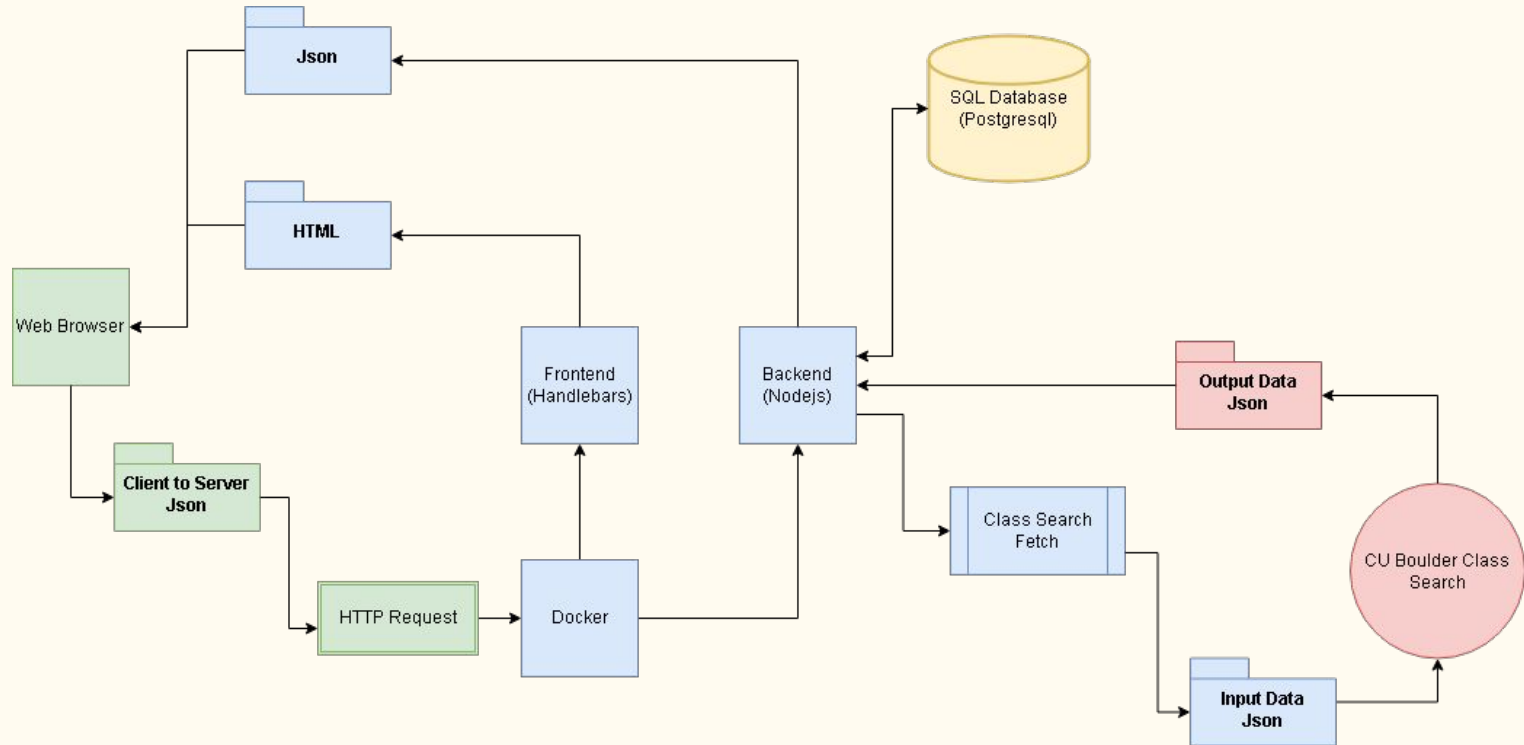 Json
SQL Database
(Postgresql)
HTML
Web Browser
Frontend
(Handlebars)
Backend
(Nodejs)
Output Data
Json
Client to Server
Json
Class Search
Fetch
CU Boulder Class
Search
HTTP Request
Docker
Input Data
Json